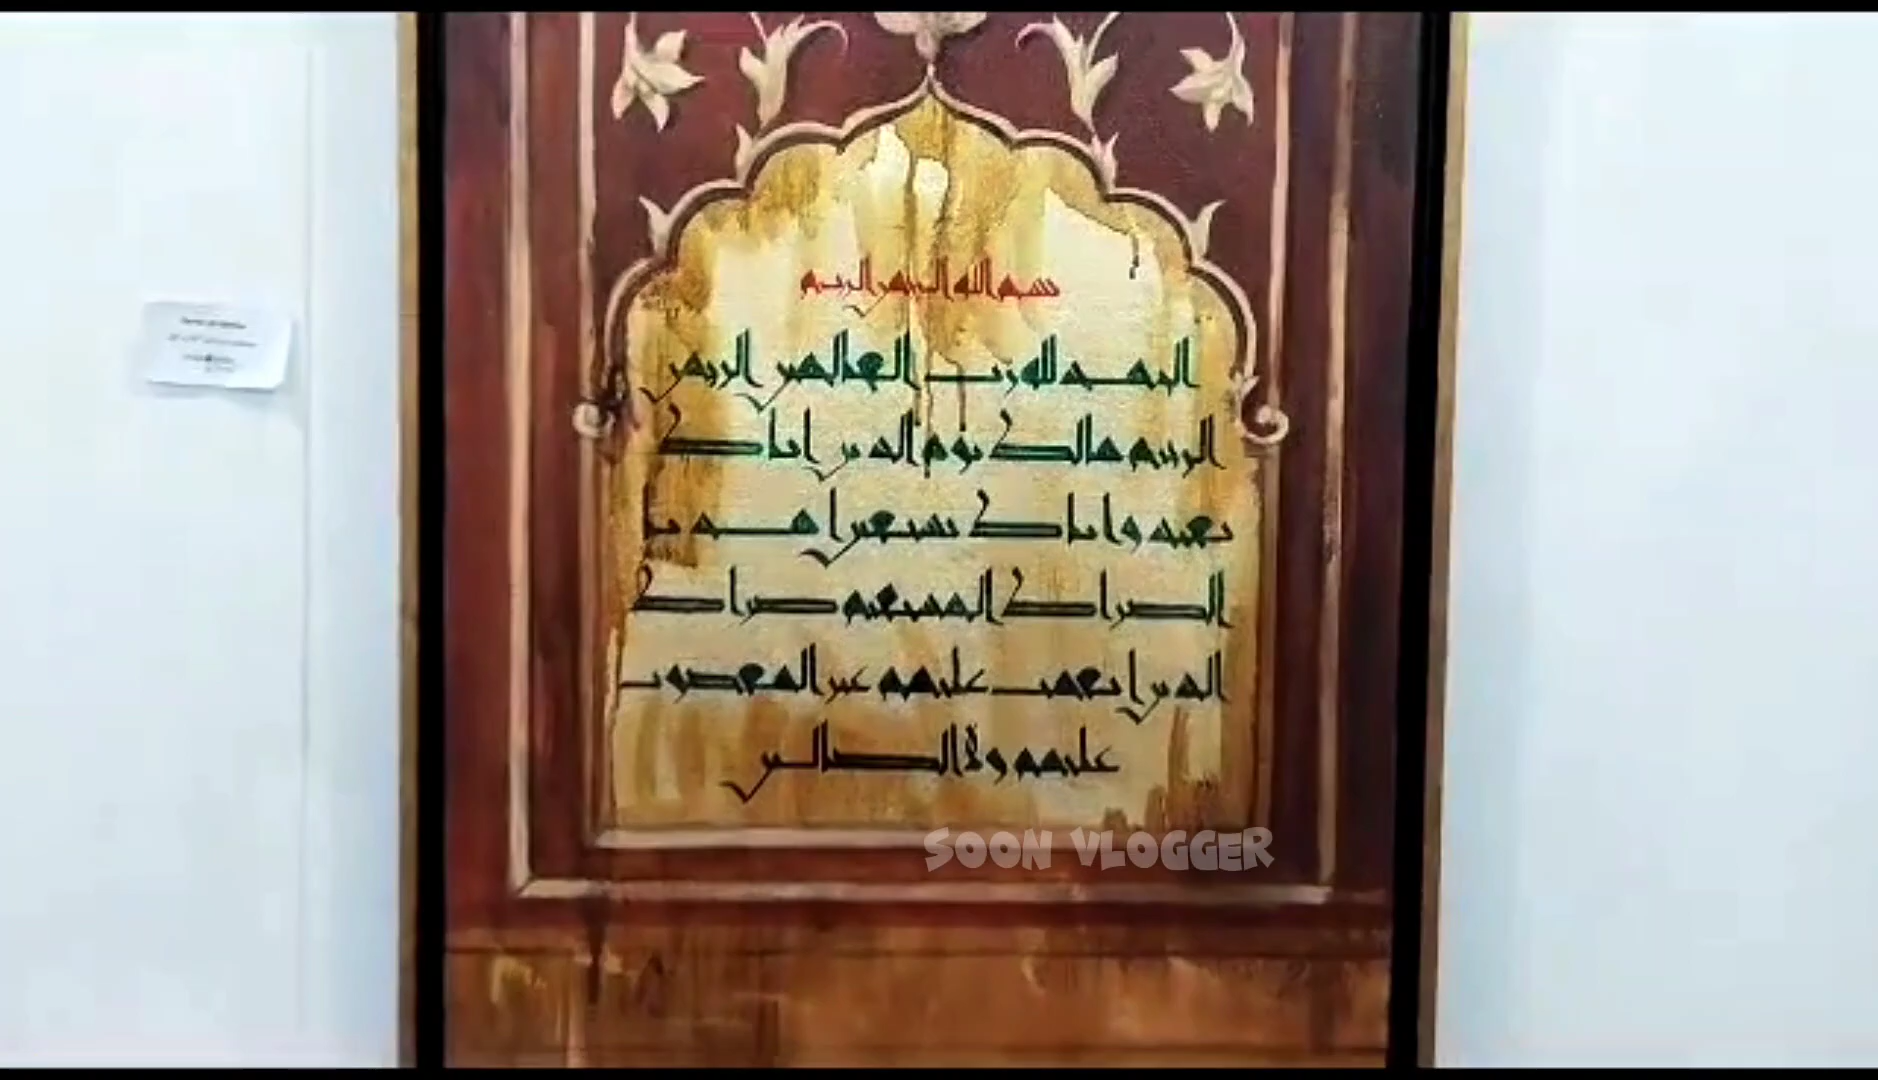 بسم الله الرحمن الرحيم
الحمد لله رب العالمين الرحمن
الرحيم مالك يوم الدين اياك
نعبد واياك نستعين اهدنا
الصراط المستقيم صراط
الذين انعمت عليهم غير المغضوب
عليهم ولا الضالين
SOON VLOGGER